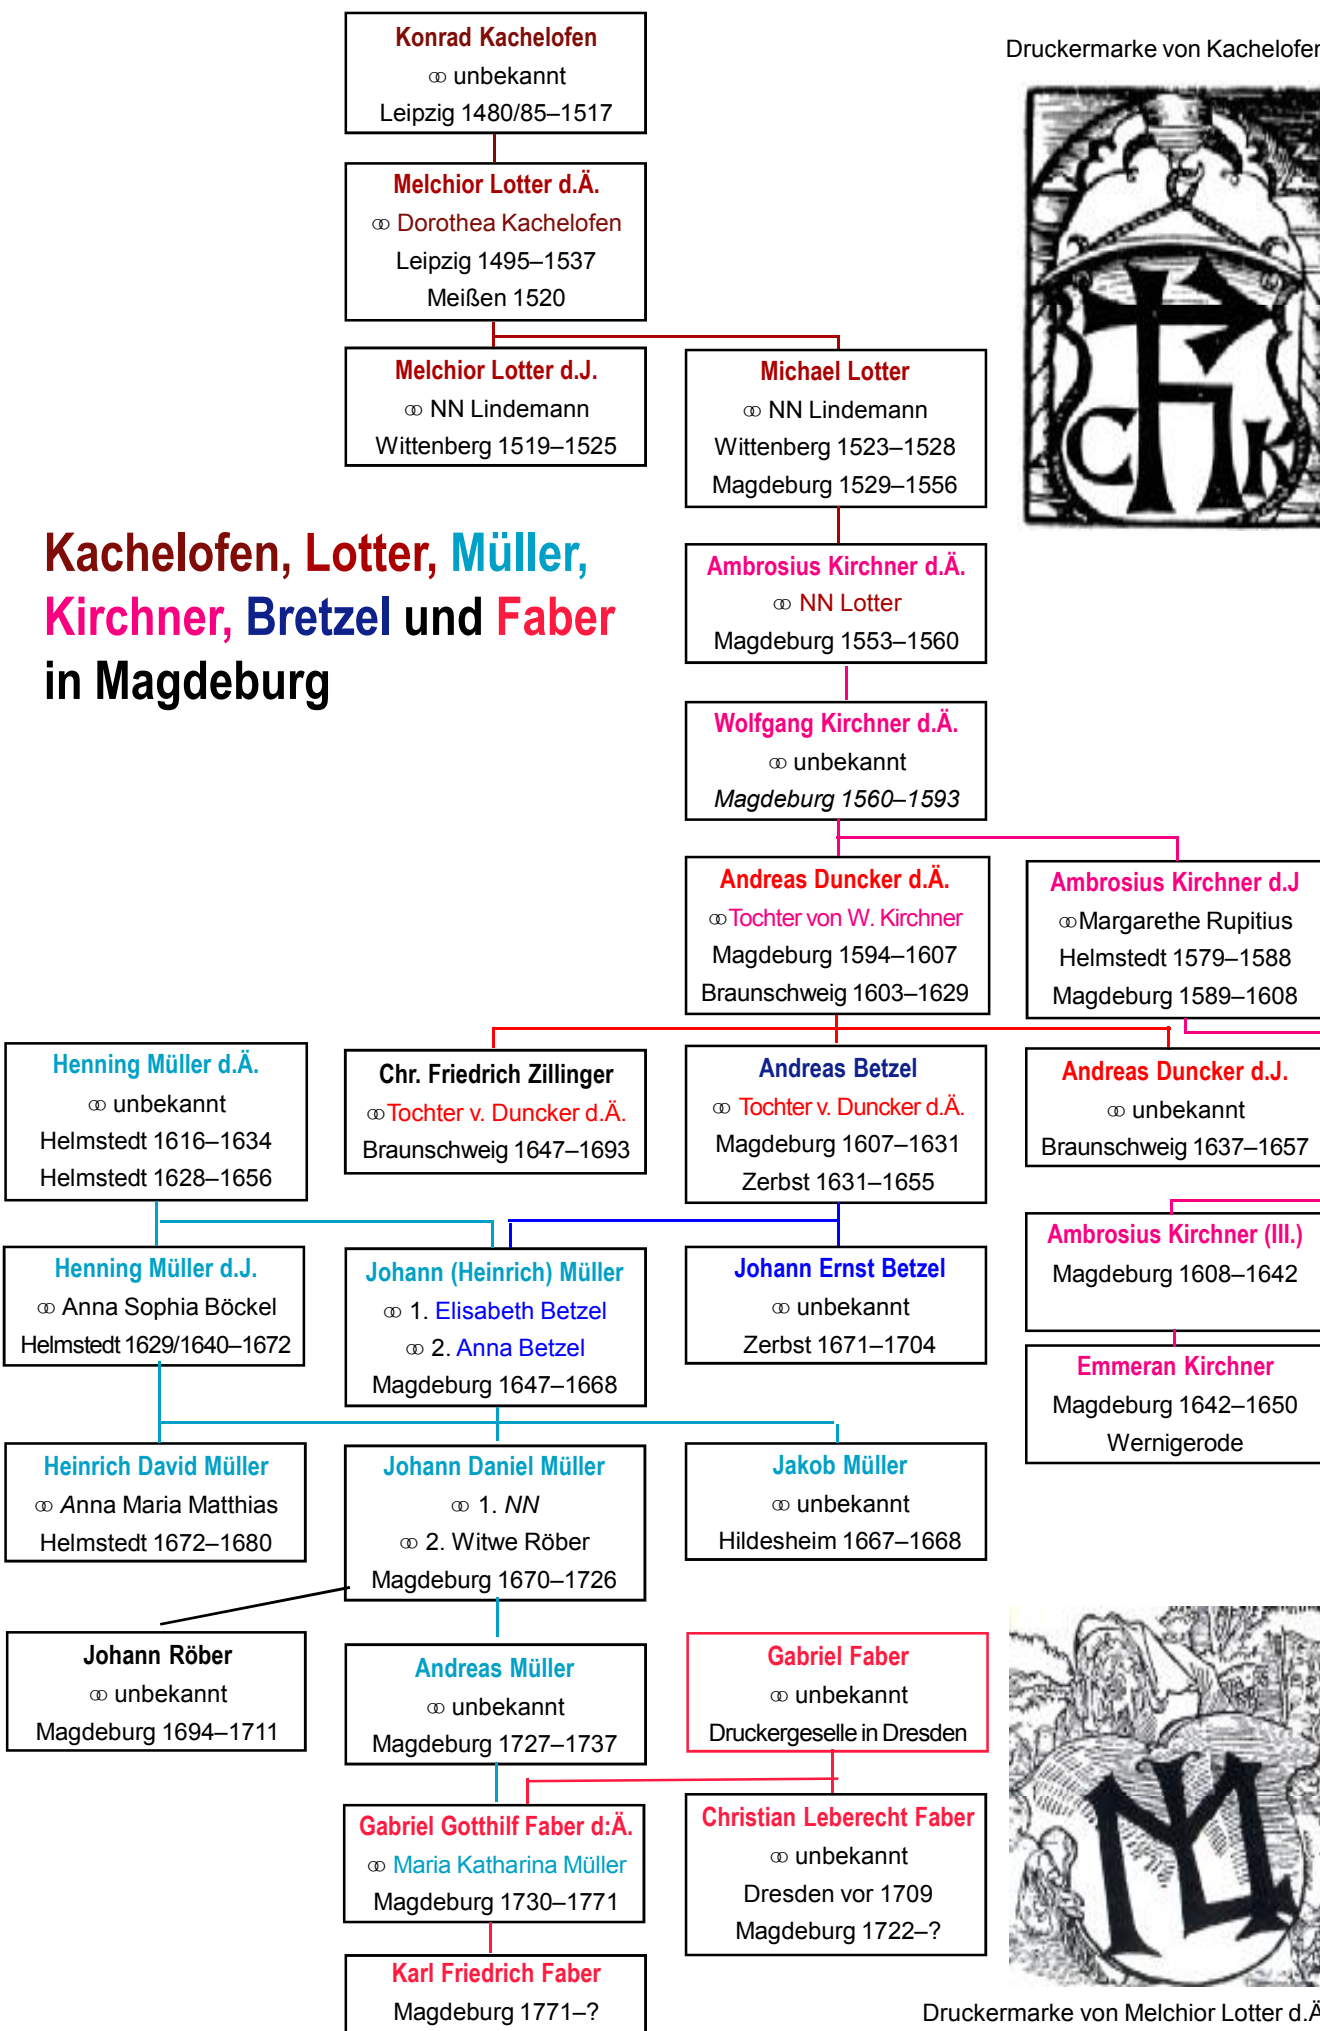 Konrad Kachelofen
⚭ unbekannt
Leipzig 1480/85–1517
Druckermarke von Kachelofen
C K
Melchior Lotter d.Ä.
⚭ Dorothea Kachelofen
Leipzig 1495–1537
Meißen 1520
Melchior Lotter d.J.
⚭ NN Lindemann
Wittenberg 1519–1525
Michael Lotter
⚭ NN Lindemann
Wittenberg 1523–1528
Magdeburg 1529–1556
Kachelofen, Lotter, Müller,
Kirchner, Bretzel und Faber
in Magdeburg
Ambrosius Kirchner d.Ä.
⚭ NN Lotter
Magdeburg 1553–1560
Wolfgang Kirchner d.Ä.
⚭ unbekannt
Magdeburg 1560–1593
Andreas Duncker d.Ä.
⚭Tochter von W. Kirchner
Magdeburg 1594–1607
Braunschweig 1603–1629
Ambrosius Kirchner d.J
⚭Margarethe Rupitius
Helmstedt 1579–1588
Magdeburg 1589–1608
Henning Müller d.Ä.
⚭ unbekannt
Helmstedt 1616–1634
Helmstedt 1628–1656
Chr. Friedrich Zillinger
⚭Tochter v. Duncker d.Ä.
Braunschweig 1647–1693
Andreas Betzel
⚭ Tochter v. Duncker d.Ä.
Magdeburg 1607–1631
Zerbst 1631–1655
Andreas Duncker d.J.
⚭ unbekannt
Braunschweig 1637–1657
Henning Müller d.J.
⚭ Anna Sophia Böckel
Helmstedt 1629/1640–1672
Johann (Heinrich) Müller
⚭ 1. Elisabeth Betzel
⚭ 2. Anna Betzel
Magdeburg 1647–1668
Johann Ernst Betzel
⚭ unbekannt
Zerbst 1671–1704
Ambrosius Kirchner (III.)
Magdeburg 1608–1642
Emmeran Kirchner
Magdeburg 1642–1650
Wernigerode
Heinrich David Müller
⚭ Anna Maria Matthias
Helmstedt 1672–1680
Johann Daniel Müller
⚭ 1. NN
⚭ 2. Witwe Röber
Magdeburg 1670–1726
Jakob Müller
⚭ unbekannt
Hildesheim 1667–1668
Johann Röber
⚭ unbekannt
Magdeburg 1694–1711
Andreas Müller
⚭ unbekannt
Magdeburg 1727–1737
Gabriel Faber
⚭ unbekannt
Druckergeselle in Dresden
Gabriel Gotthilf Faber d:Ä.
⚭ Maria Katharina Müller
Magdeburg 1730–1771
Christian Leberecht Faber
⚭ unbekannt
Dresden vor 1709
Magdeburg 1722–?
Karl Friedrich Faber
Magdeburg 1771–?
ML
Druckermarke von Melchior Lotter d.Ä